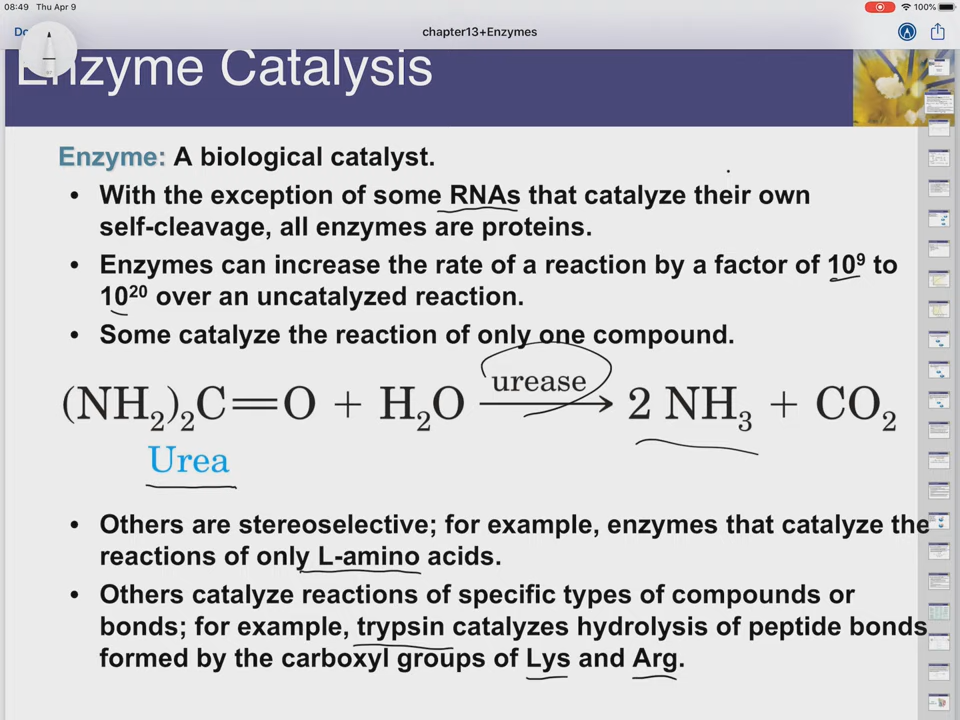 08:49 Thu Apr 9
100%
chapter13+Enzymes
Enzyme Catalysis
Enzyme: A biological catalyst.
• With the exception of some RNAs that catalyze their own
self-cleavage, all enzymes are proteins.
• Enzymes can increase the rate of a reaction by a factor of 10⁹ to
10²⁰ over an uncatalyzed reaction.
• Some catalyze the reaction of only one compound.
urease
(NH₂)₂C=O + H₂O → 2 NH₃ + CO₂
Urea
• Others are stereoselective; for example, enzymes that catalyze the
reactions of only L-amino acids.
• Others catalyze reactions of specific types of compounds or
bonds; for example, trypsin catalyzes hydrolysis of peptide bonds
formed by the carboxyl groups of Lys and Arg.